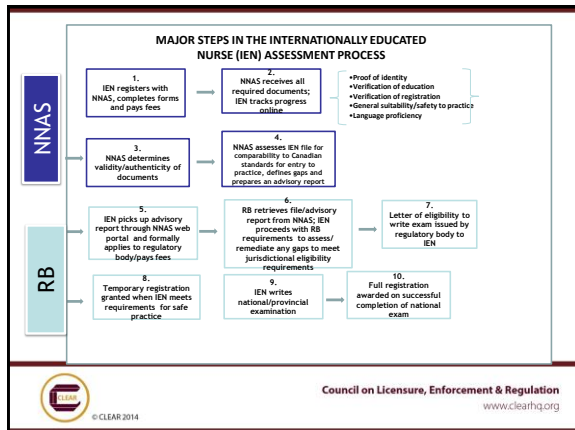 MAJOR STEPS IN THE INTERNATIONALLY EDUCATED
NURSE (IEN) ASSESSMENT PROCESS
NNAS
1.
IEN registers with
NNAS, completes forms
and pays fees
2.
NNAS receives all
required documents;
IEN tracks progress
online
•Proof of identity
•Verification of education
•Verification of registration
•General suitability/safety to practice
•Language proficiency
3.
NNAS determines
validity/authenticity of
documents
4.
NNAS assesses IEN file for
comparability to Canadian
standards for entry to
practice, defines gaps and
prepares an advisory report
RB
5.
IEN picks up advisory
report through NNAS web
portal and formally
applies to regulatory
body/pays fees
6.
RB retrieves file/advisory
report from NNAS; IEN
proceeds with RB
requirements to assess/
remediate any gaps to meet
jurisdictional eligibility
requirements
7.
Letter of eligibility to
write exam issued by
regulatory body to
IEN
8.
Temporary registration
granted when IEN meets
requirements for safe
practice
9.
IEN writes
national/provincial
examination
10.
Full registration
awarded on successful
completion of national
exam
CLEAR
© CLEAR 2014
Council on Licensure, Enforcement & Regulation
www.clearhq.org